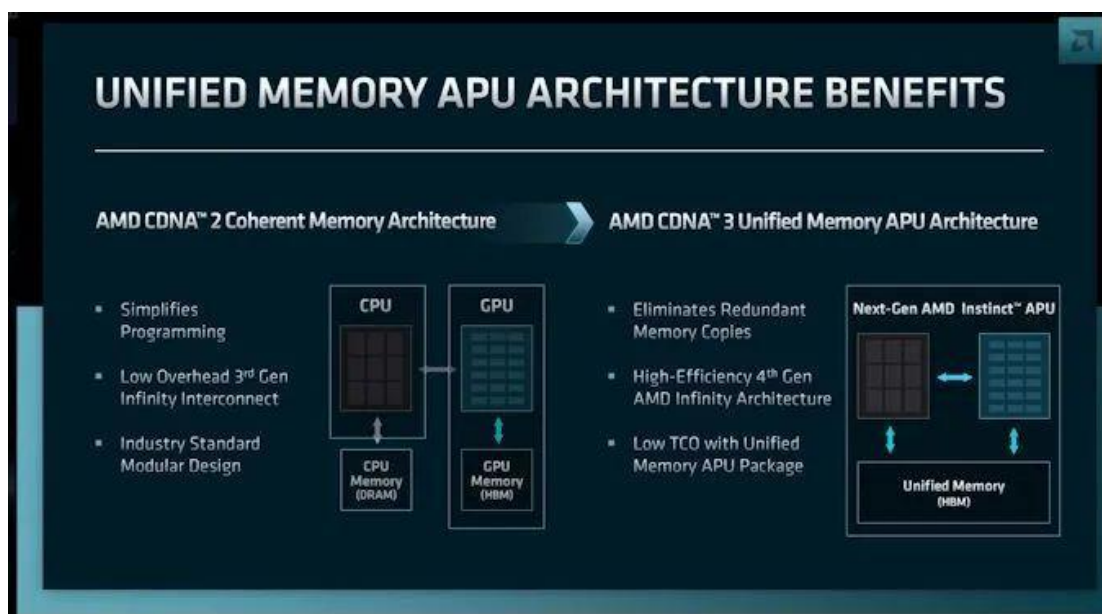 UNIFIED MEMORY APU ARCHITECTURE BENEFITS
AMD CDNA™ 2 Coherent Memory Architecture
Simplifies
Programming
Low Overhead 3rd Gen
Infinity Interconnect
Industry Standard
Modular Design
CPU
GPU
CPU
Memory
(DRAM)
GPU
Memory
(HBM)
AMD CDNA™ 3 Unified Memory APU Architecture
Eliminates Redundant
Memory Copies
High-Efficiency 4th Gen
AMD Infinity Architecture
Low TCO with Unified
Memory APU Package
Next-Gen AMD Instinct™ APU
Unified Memory
(HBM)